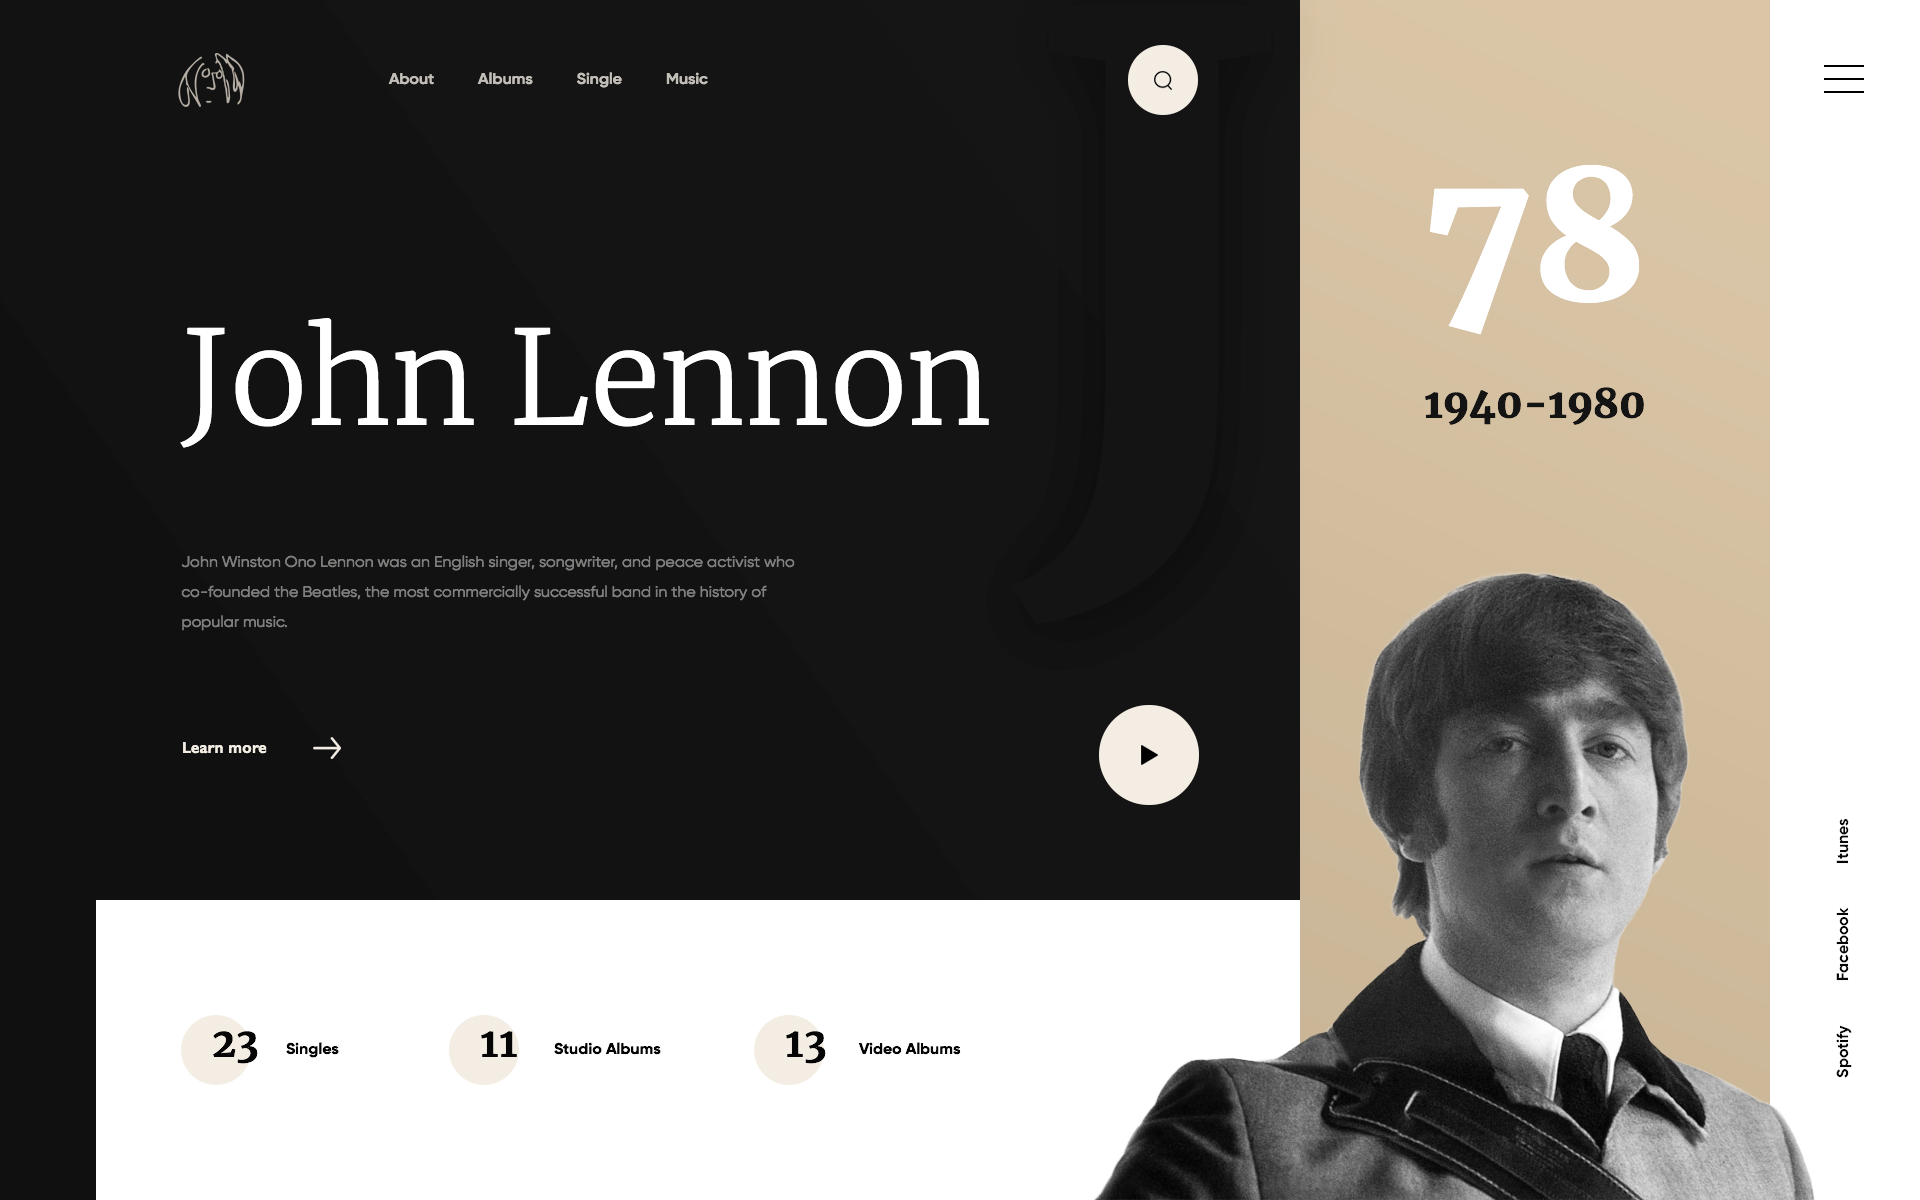 About
Albums
Single
Music
78
1940-1980
John Lennon
J
John Winston Ono Lennon was an English singer, songwriter, and peace activist who
co-founded the Beatles, the most commercially successful band in the history of
popular music.
Learn more
23
Singles
11
Studio Albums
13
Video Albums
Itunes
Facebook
Spotify